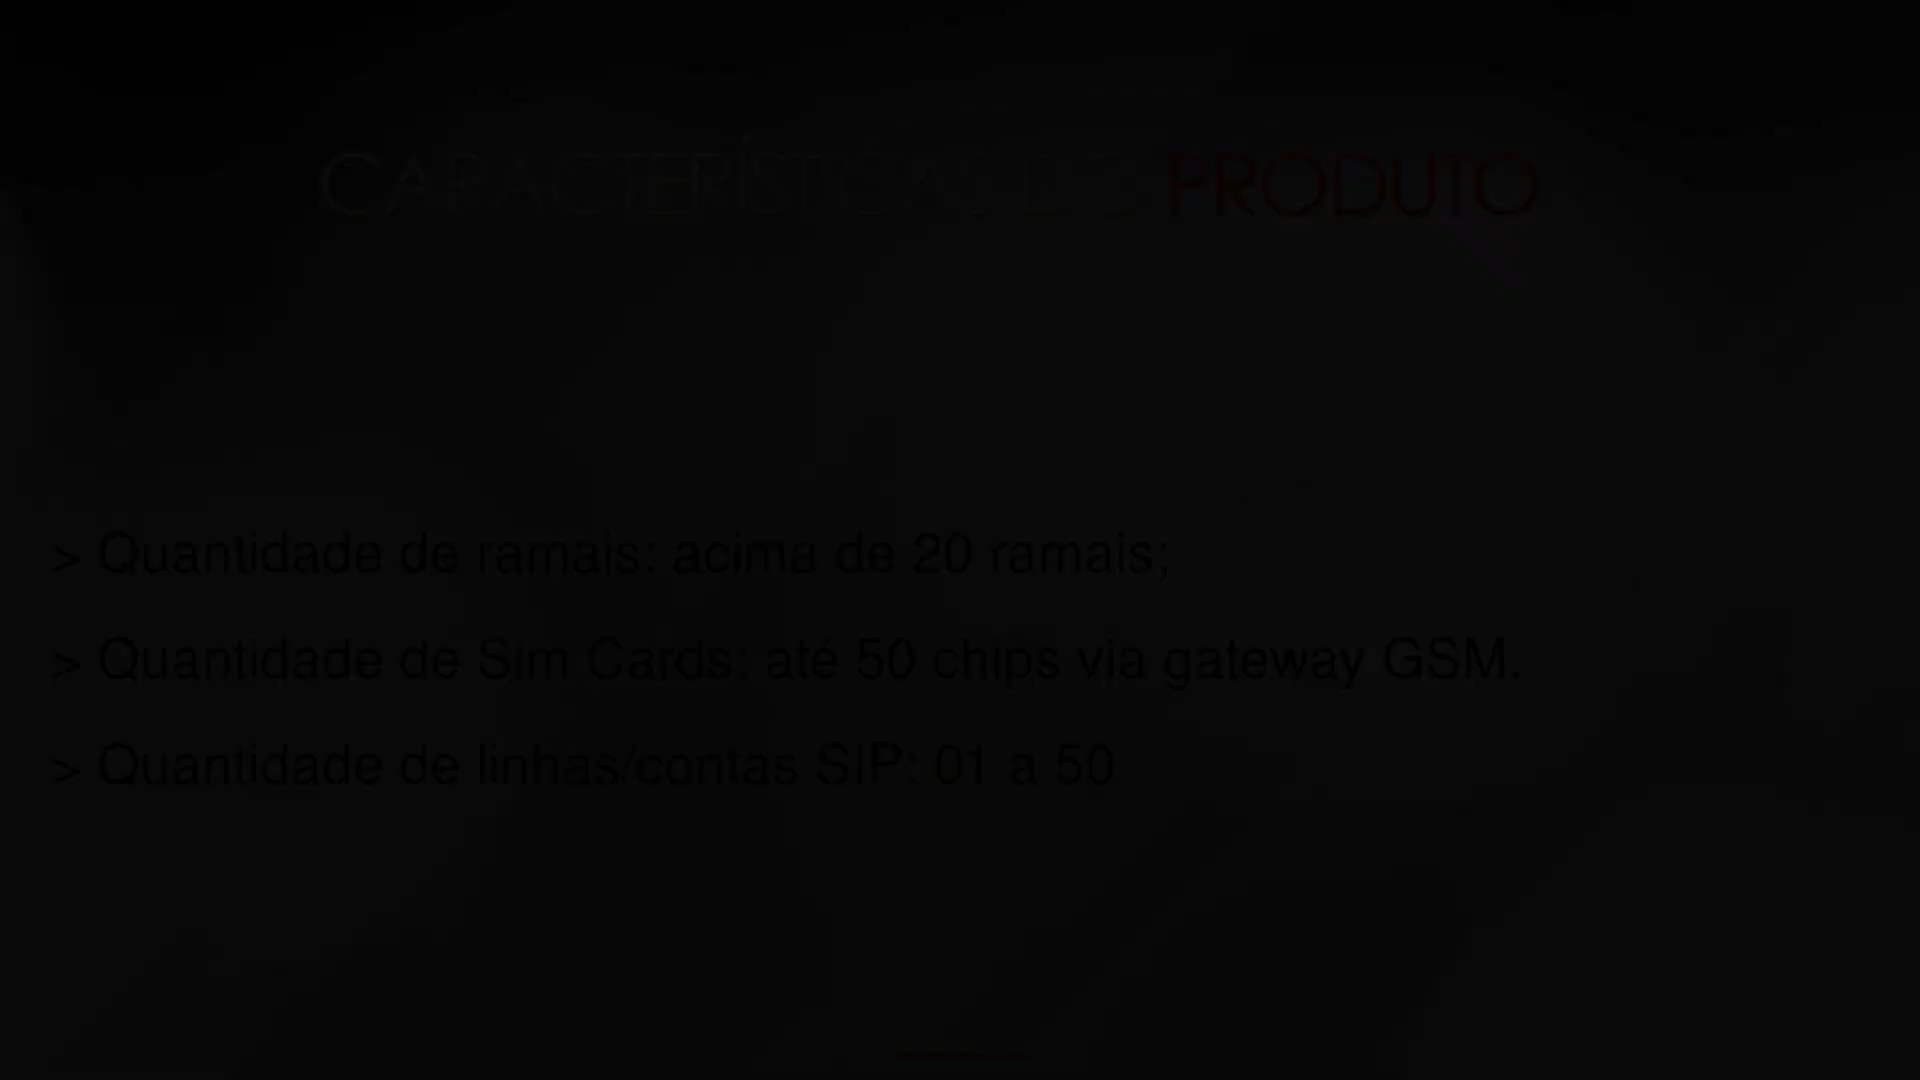 CARACTERÍSTICAS DO PRODUTO
> Quantidade de ramais: acima de 20 ramais;
> Quantidade de Sim Cards: até 50 chips via gateway GSM.
> Quantidade de linhas/contas SIP: 01 a 50